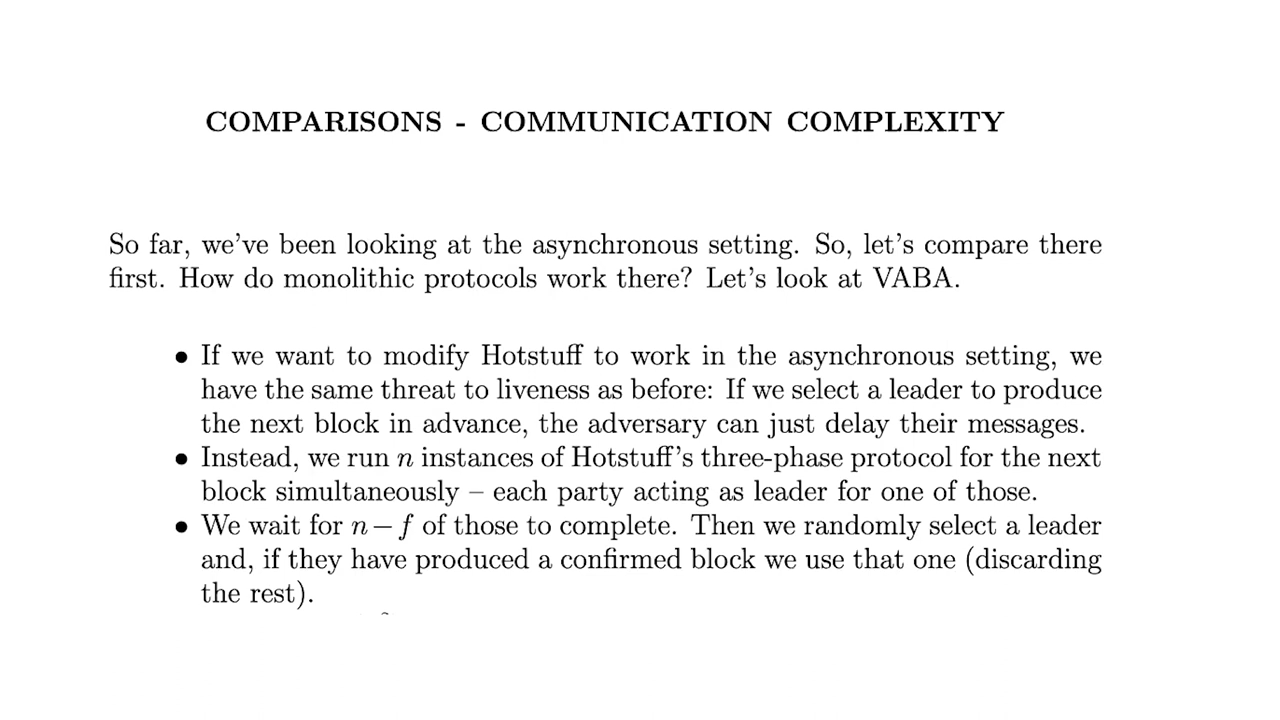 COMPARISONS - COMMUNICATION COMPLEXITY
So far, we've been looking at the asynchronous setting. So, let's compare there
first. How do monolithic protocols work there? Let's look at VABA.
• If we want to modify Hotstuff to work in the asynchronous setting, we
have the same threat to liveness as before: If we select a leader to produce
the next block in advance, the adversary can just delay their messages.
• Instead, we run n instances of Hotstuff's three-phase protocol for the next
block simultaneously – each party acting as leader for one of those.
• We wait for n − f of those to complete. Then we randomly select a leader
and, if they have produced a confirmed block we use that one (discarding
the rest).